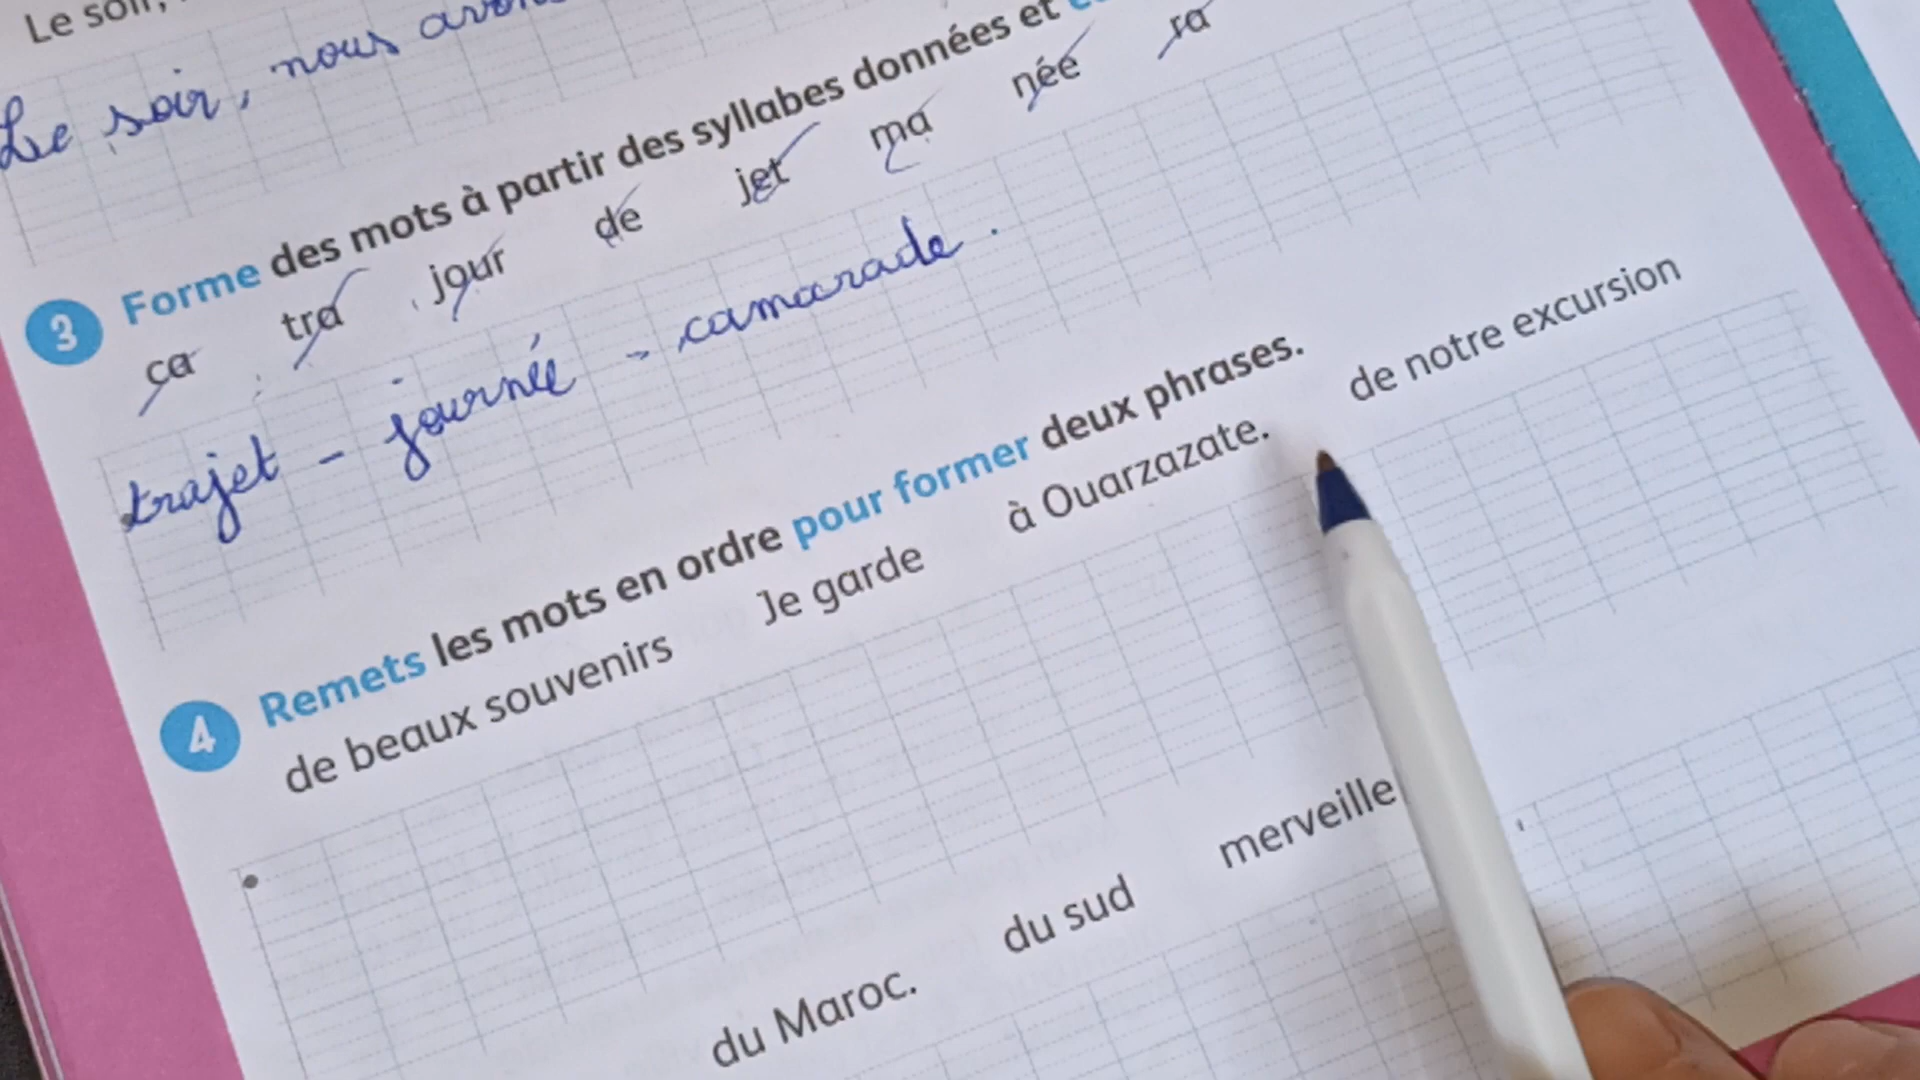 Le soir,
Le soir, nous
3 Forme des mots à partir des syllabes données et
ca tra jour de jet ma née ra
trajet - journée - camarade.
4 Remets les mots en ordre pour former deux phrases.
de beaux souvenirs Je garde à Ouarzazate. de notre excursion
du Maroc. du sud merveille